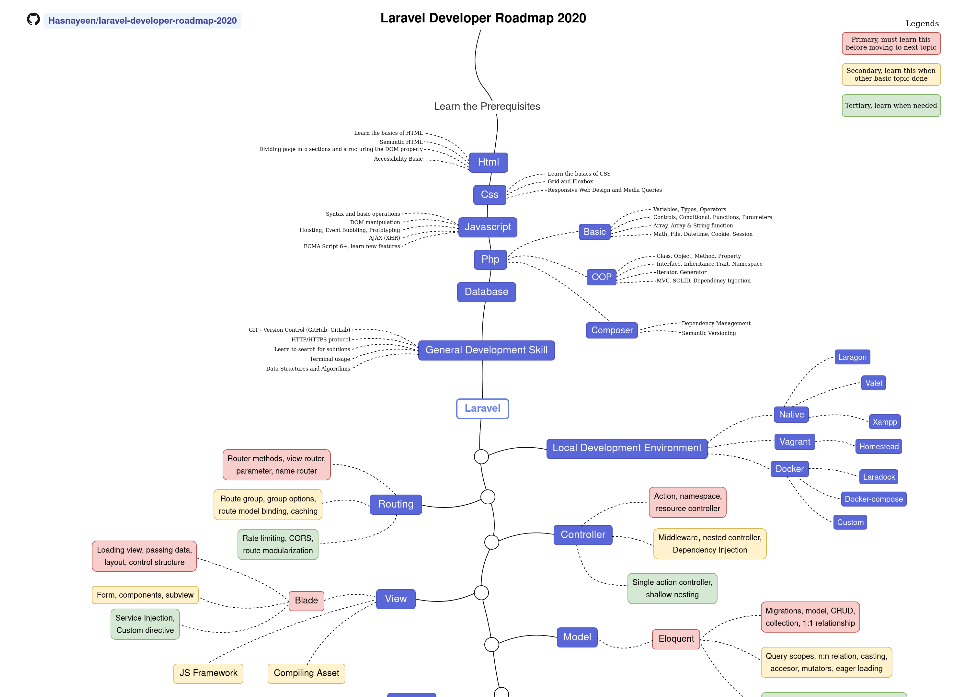 Hasnayeen/laravel-developer-roadmap-2020
Laravel Developer Roadmap 2020
Legends
Primary, must learn this
before moving to next topic
Secondary, learn this when
other basic topic done
Tertiary, learn when needed
Learn the Prerequisites
Learn the basics of HTML
Semantic HTML
Dividing page into sections and structuring the DOM properly
Accessibility Basic
Html
Css
Learn the basics of CSS
Grid and Flexbox
Responsive Web Design and Media Queries
Syntax and basic operations
DOM manipulation
Hoisting, Event Bubbling, Prototyping
AJAX (XHR)
ECMA Script 6+, learn new features
Javascript
Php
Basic
Variables, Types, Operators
Controls, Conditional, Functions, Parameters
Array, Array & String function
Math, File, Datetime, Cookie, Session
OOP
Class, Object, Method, Property
Interface, Inheritance, Trait, Namespace
Iterator, Generator
MVC, SOLID, Dependency Injection
Composer
Dependency Management
Semantic Versioning
Database
GIT - Version Control (GitHub, GitLab)
HTTP/HTTPS protocol
Learn to search for solutions
Terminal usage
Data Structures and Algorithms
General Development Skill
Laravel
Local Development Environment
Native
Laragon
Valet
Xampp
Vagrant
Homestead
Docker
Laradock
Docker-compose
Custom
Routing
Router methods, view router,
parameter, name router
Route group, group options,
route model binding, caching
Rate limiting, CORS,
route modularization
Controller
Action, namespace,
resource controller
Middleware, nested controller,
Dependency Injection
Single action controller,
shallow nesting
View
Blade
Loading view, passing data,
layout, control structure
Form, components, subview
Service Injection,
Custom directive
JS Framework
Compiling Asset
Model
Eloquent
Migrations, model, CRUD,
collection, 1:1 relationship
Query scopes, n:n relation, casting,
accesor, mutators, eager loading